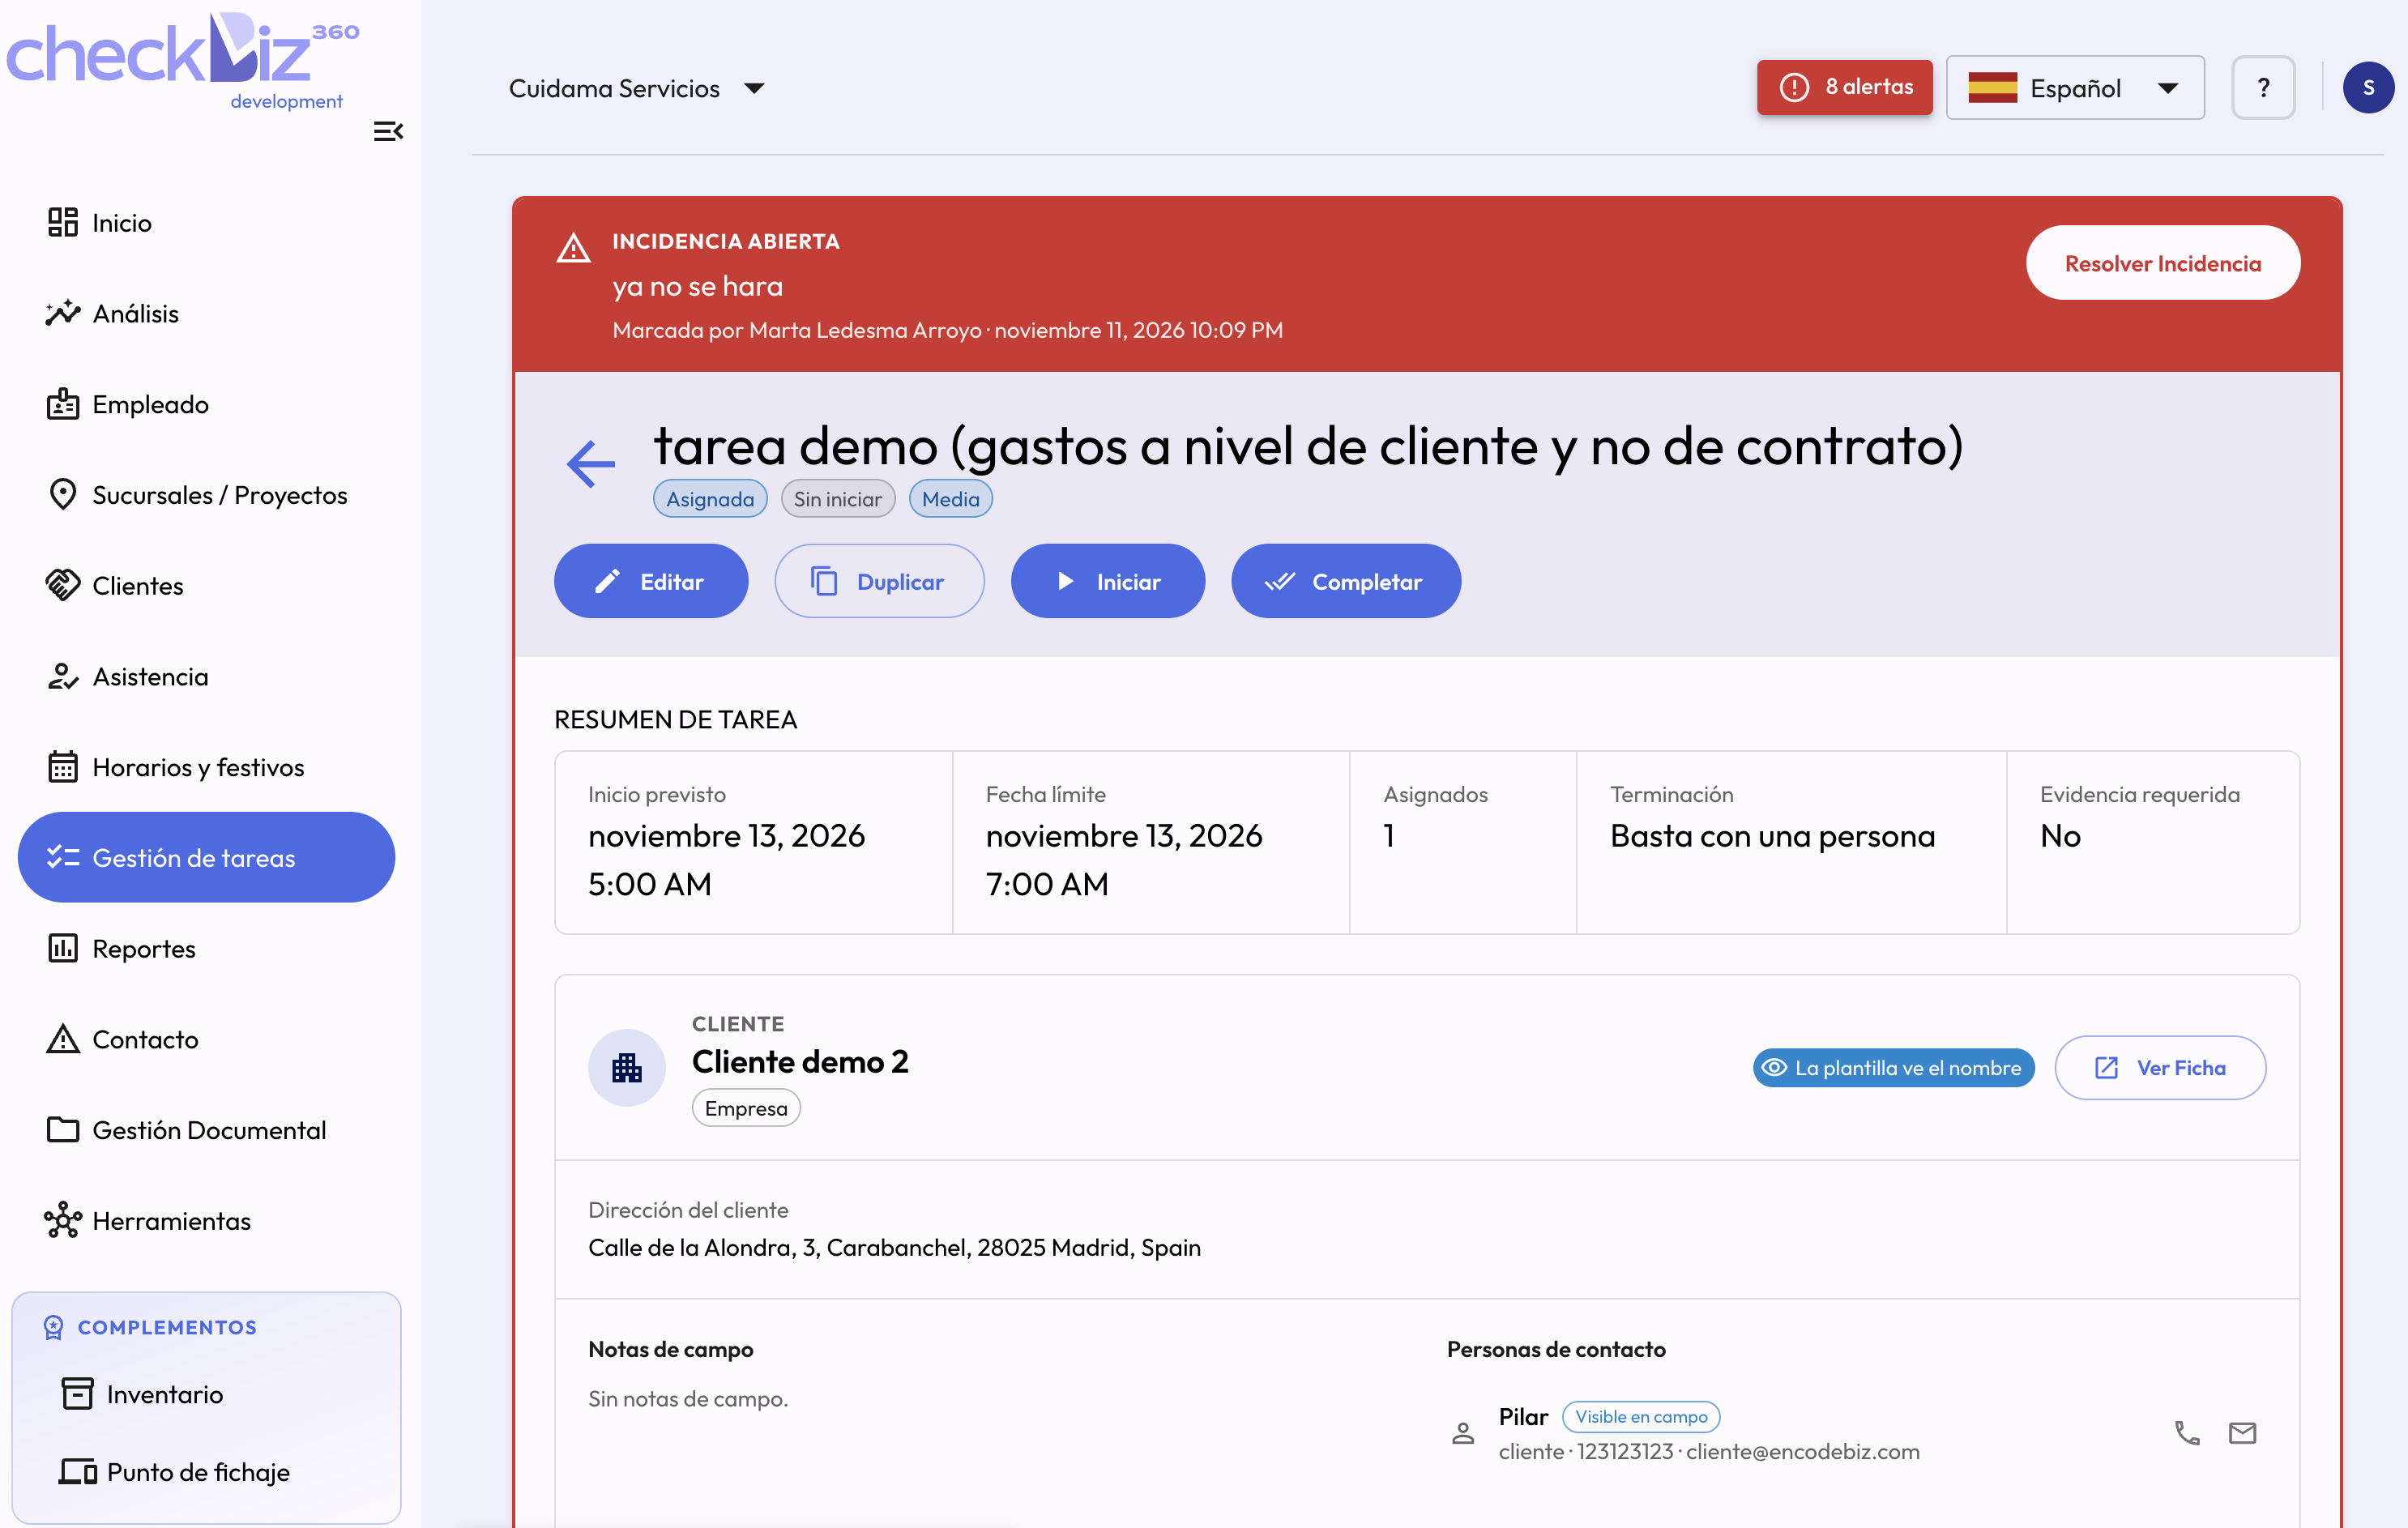 checkBiz 360
development
Cuidama Servicios
8 alertas
Español
?
S
Inicio
Análisis
Empleado
Sucursales / Proyectos
Clientes
Asistencia
Horarios y festivos
Gestión de tareas
Reportes
Contacto
Gestión Documental
Herramientas
COMPLEMENTOS
Inventario
Punto de fichaje
INCIDENCIA ABIERTA
ya no se hara
Marcada por Marta Ledesma Arroyo · noviembre 11, 2026 10:09 PM
Resolver Incidencia
tarea demo (gastos a nivel de cliente y no de contrato)
Asignada
Sin iniciar
Media
Editar
Duplicar
Iniciar
Completar
RESUMEN DE TAREA
Inicio previsto
noviembre 13, 2026
5:00 AM
Fecha límite
noviembre 13, 2026
7:00 AM
Asignados
1
Terminación
Basta con una persona
Evidencia requerida
No
CLIENTE
Cliente demo 2
Empresa
La plantilla ve el nombre
Ver Ficha
Dirección del cliente
Calle de la Alondra, 3, Carabanchel, 28025 Madrid, Spain
Notas de campo
Sin notas de campo.
Personas de contacto
Pilar
Visible en campo
cliente · 123123123 · cliente@encodebiz.com